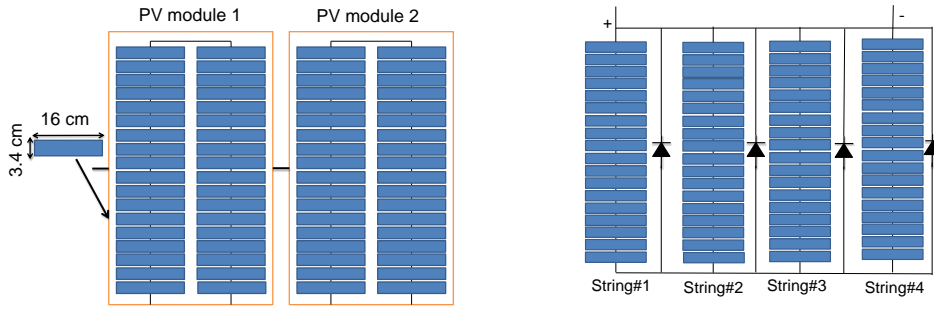 PV module 1
PV module 2
16 cm
3.4 cm
+
-
String#1
String#2
String#3
String#4